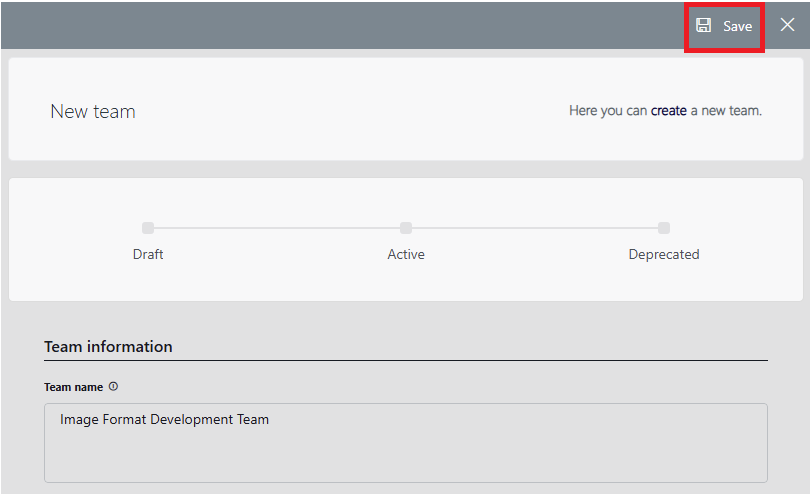 Save
New team
Here you can create a new team.
Draft
Active
Deprecated
Team information
Team name
Image Format Development Team